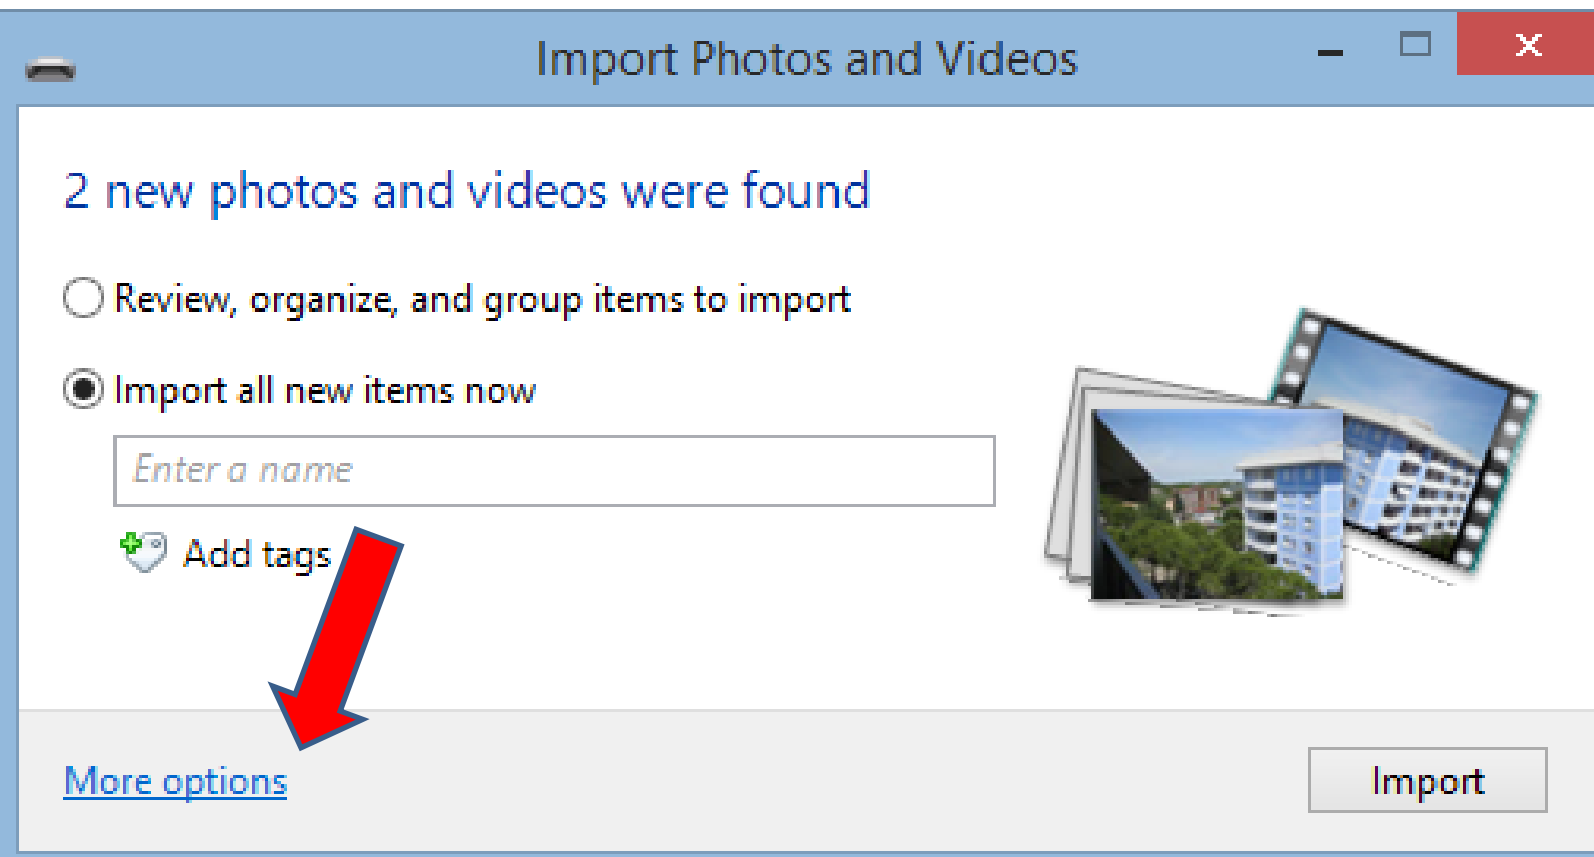 Import Photos and Videos
2 new photos and videos were found
Review, organize, and group items to import
Import all new items now
Enter a name
Add tags
More options
Import